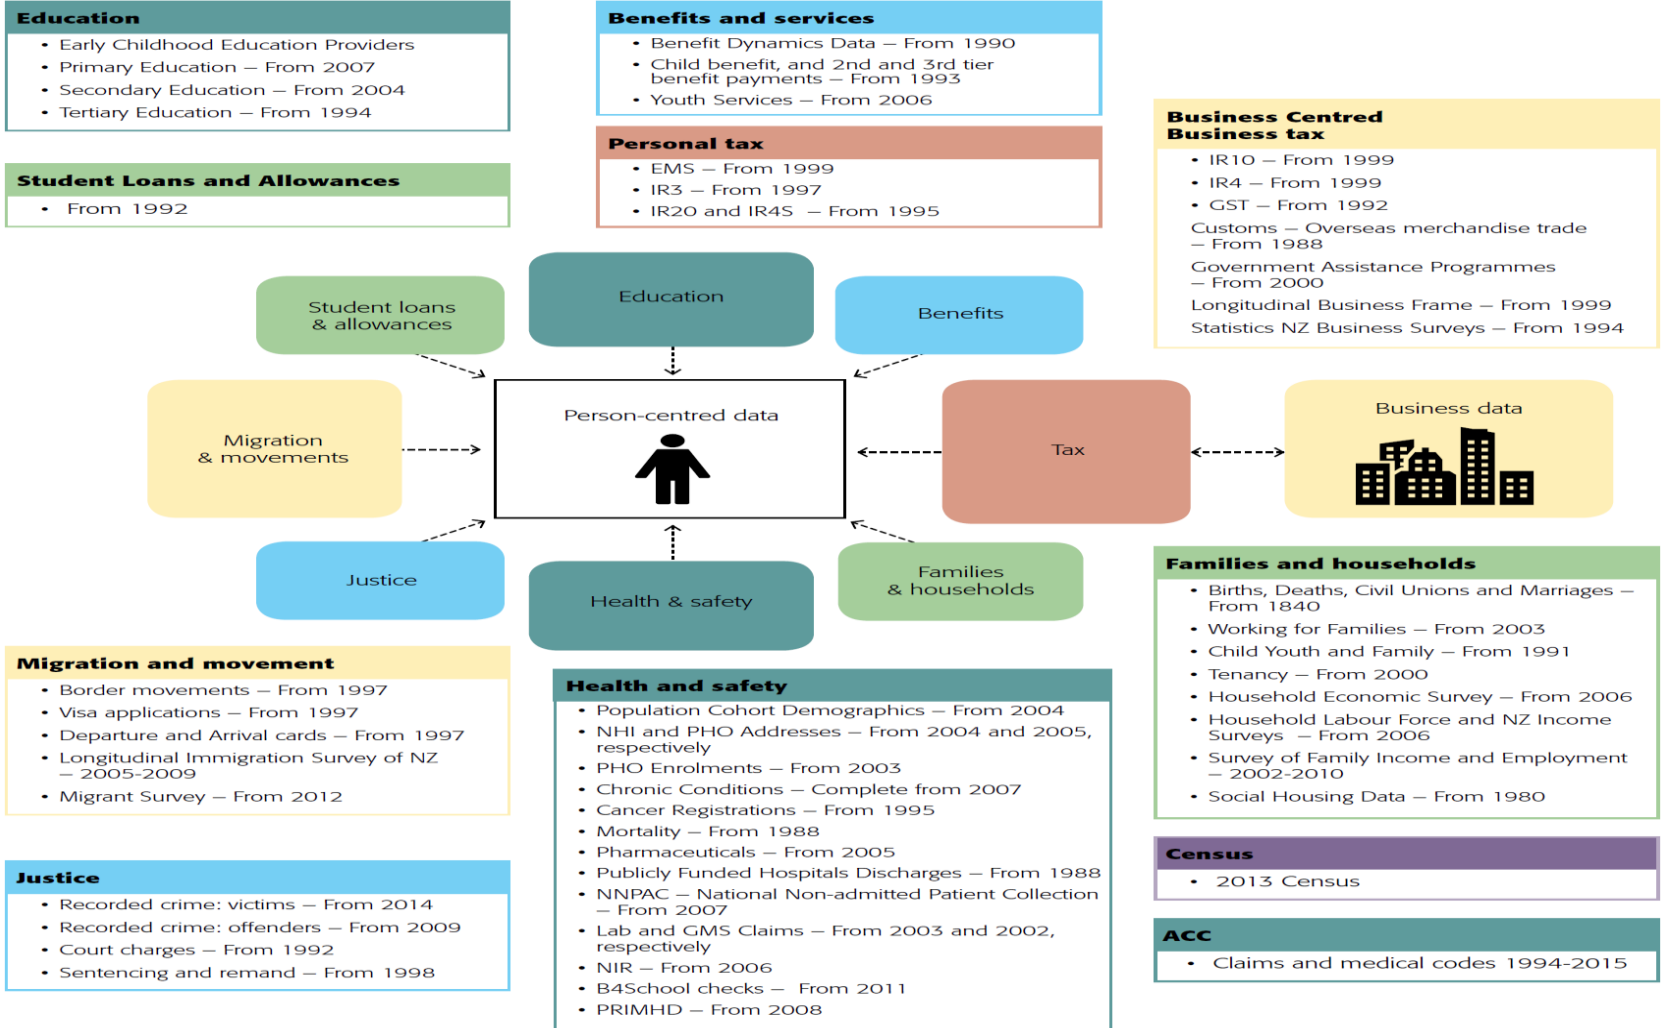 Education
• Early Childhood Education Providers
• Primary Education – From 2007
• Secondary Education – From 2004
• Tertiary Education – From 1994
Student Loans and Allowances
• From 1992
Benefits and services
• Benefit Dynamics Data – From 1990
• Child benefit, and 2nd and 3rd tier
benefit payments – From 1993
• Youth Services – From 2006
Personal tax
• EMS – From 1999
• IR3 – From 1997
• IR20 and IR4S – From 1995
Business Centred
Business tax
• IR10 – From 1999
• IR4 – From 1999
• GST – From 1992
Customs – Overseas merchandise trade
– From 1988
Government Assistance Programmes
– From 2000
Longitudinal Business Frame – From 1999
Statistics NZ Business Surveys – From 1994
Student loans
& allowances
Education
Benefits
Migration
& movements
Person-centred data
Tax
Business data
Justice
Health & safety
Families
& households
Migration and movement
• Border movements – From 1997
• Visa applications – From 1997
• Departure and Arrival cards – From 1997
• Longitudinal Immigration Survey of NZ
– 2005-2009
• Migrant Survey – From 2012
Justice
• Recorded crime: victims – From 2014
• Recorded crime: offenders – From 2009
• Court charges – From 1992
• Sentencing and remand – From 1998
Health and safety
• Population Cohort Demographics – From 2004
• NHI and PHO Addresses – From 2004 and 2005,
respectively
• PHO Enrolments – From 2003
• Chronic Conditions – Complete from 2007
• Cancer Registrations – From 1995
• Mortality – From 1988
• Pharmaceuticals – From 2005
• Publicly Funded Hospitals Discharges – From 1988
• NNPAC – National Non-admitted Patient Collection
– From 2007
• Lab and GMS Claims – From 2003 and 2002,
respectively
• NIR – From 2006
• B4School checks – From 2011
• PRIMHD – From 2008
Families and households
• Births, Deaths, Civil Unions and Marriages –
From 1840
• Working for Families – From 2003
• Child Youth and Family – From 1991
• Tenancy – From 2000
• Household Economic Survey – From 2006
• Household Labour Force and NZ Income
Surveys – From 2006
• Survey of Family Income and Employment
– 2002-2010
• Social Housing Data – From 1980
Census
• 2013 Census
ACC
• Claims and medical codes 1994-2015